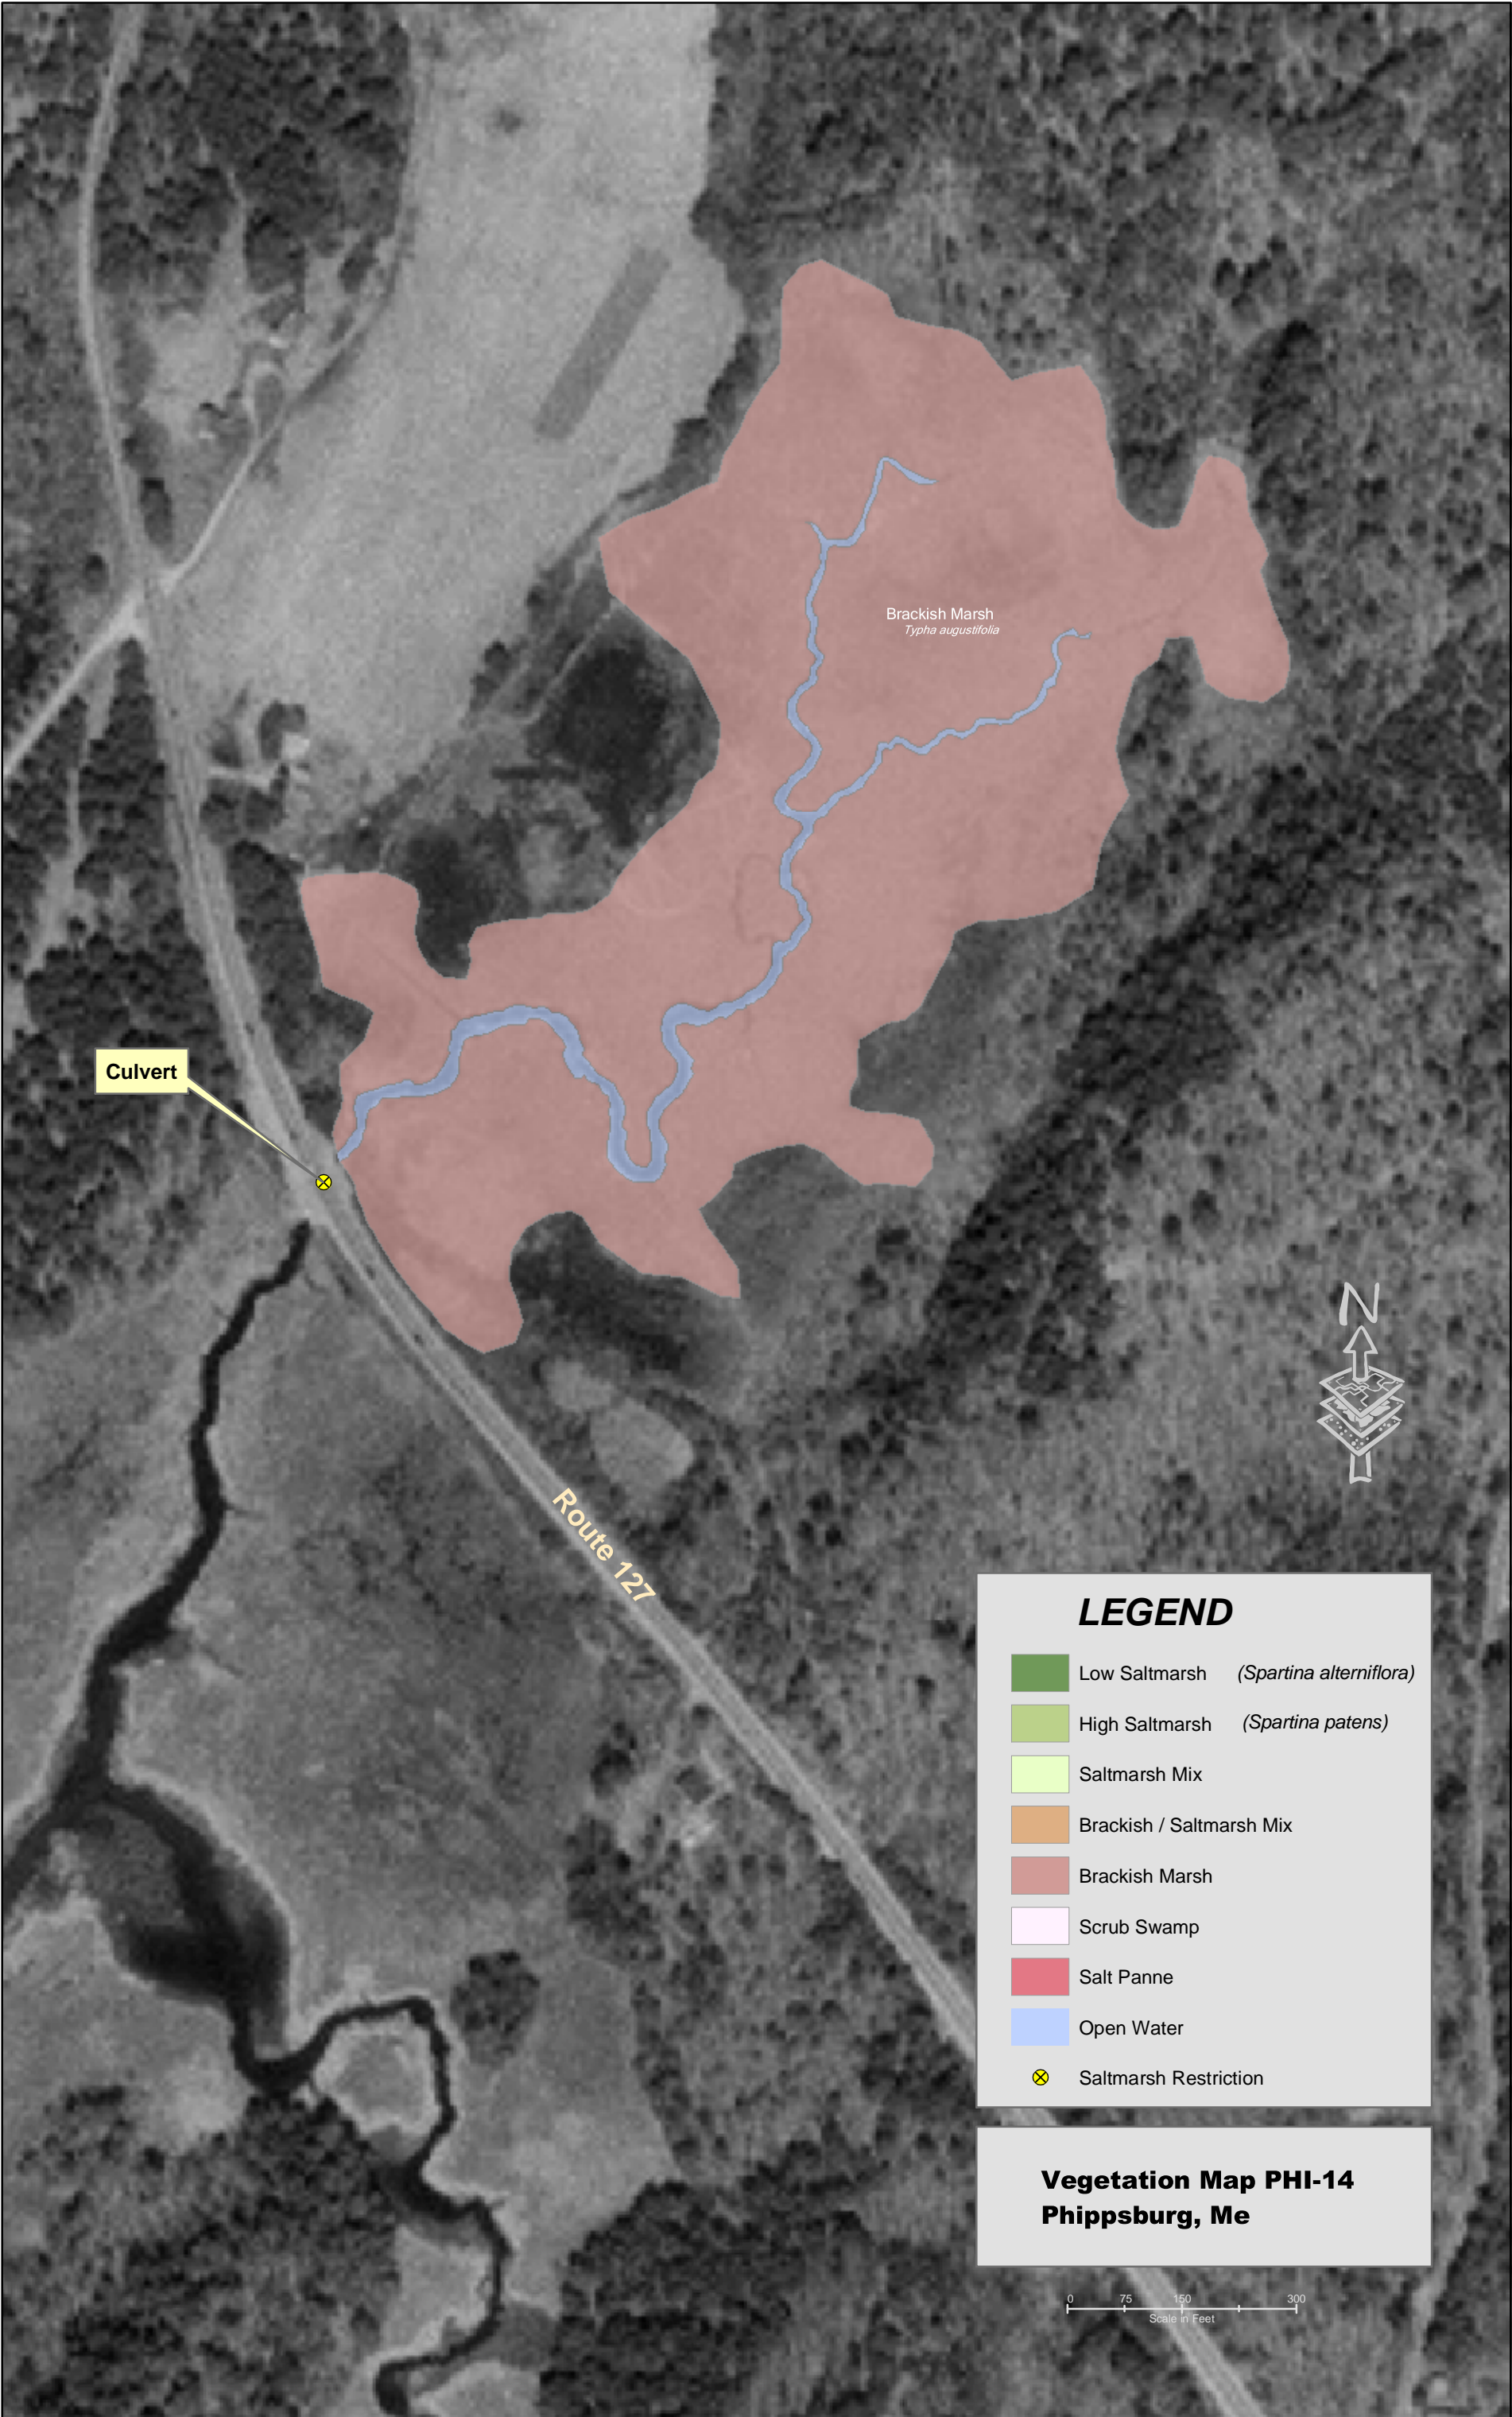 Brackish Marsh
Typha augustifolia
Culvert
N
Route 127
LEGEND
Low Saltmarsh (Spartina alterniflora)
High Saltmarsh (Spartina patens)
Saltmarsh Mix
Brackish / Saltmarsh Mix
Brackish Marsh
Scrub Swamp
Salt Panne
Open Water
Saltmarsh Restriction
Vegetation Map PHI-14
Phippsburg, Me
0 75 150 300
Scale in Feet